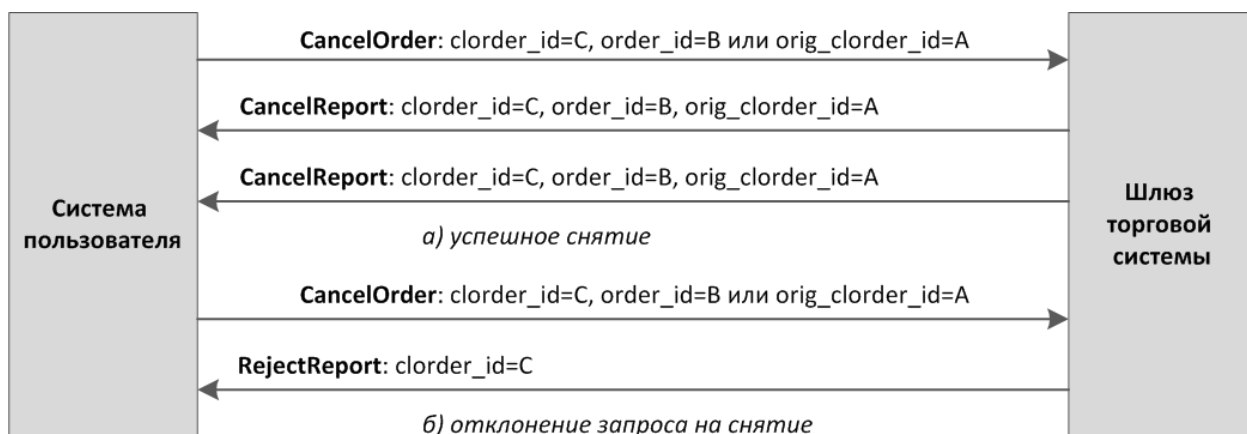 CancelOrder: clorder_id=C, order_id=B или orig_clorder_id=A
CancelReport: clorder_id=C, order_id=B, orig_clorder_id=A
CancelReport: clorder_id=C, order_id=B, orig_clorder_id=A
Система
пользователя
Шлюз
торговой
системы
а) успешное снятие
CancelOrder: clorder_id=C, order_id=B или orig_clorder_id=A
RejectReport: clorder_id=C
б) отклонение запроса на снятие